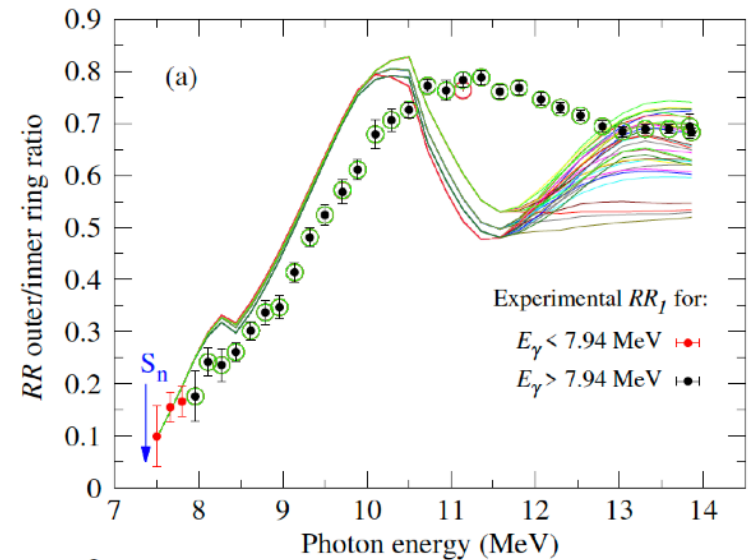 0.9
0.8
0.7
0.6
0.5
0.4
0.3
0.2
0.1
0
RR outer/inner ring ratio
(a)
Sn
Experimental RR1 for:
Eγ < 7.94 MeV
Eγ > 7.94 MeV
7 8 9 10 11 12 13 14
Photon energy (MeV)